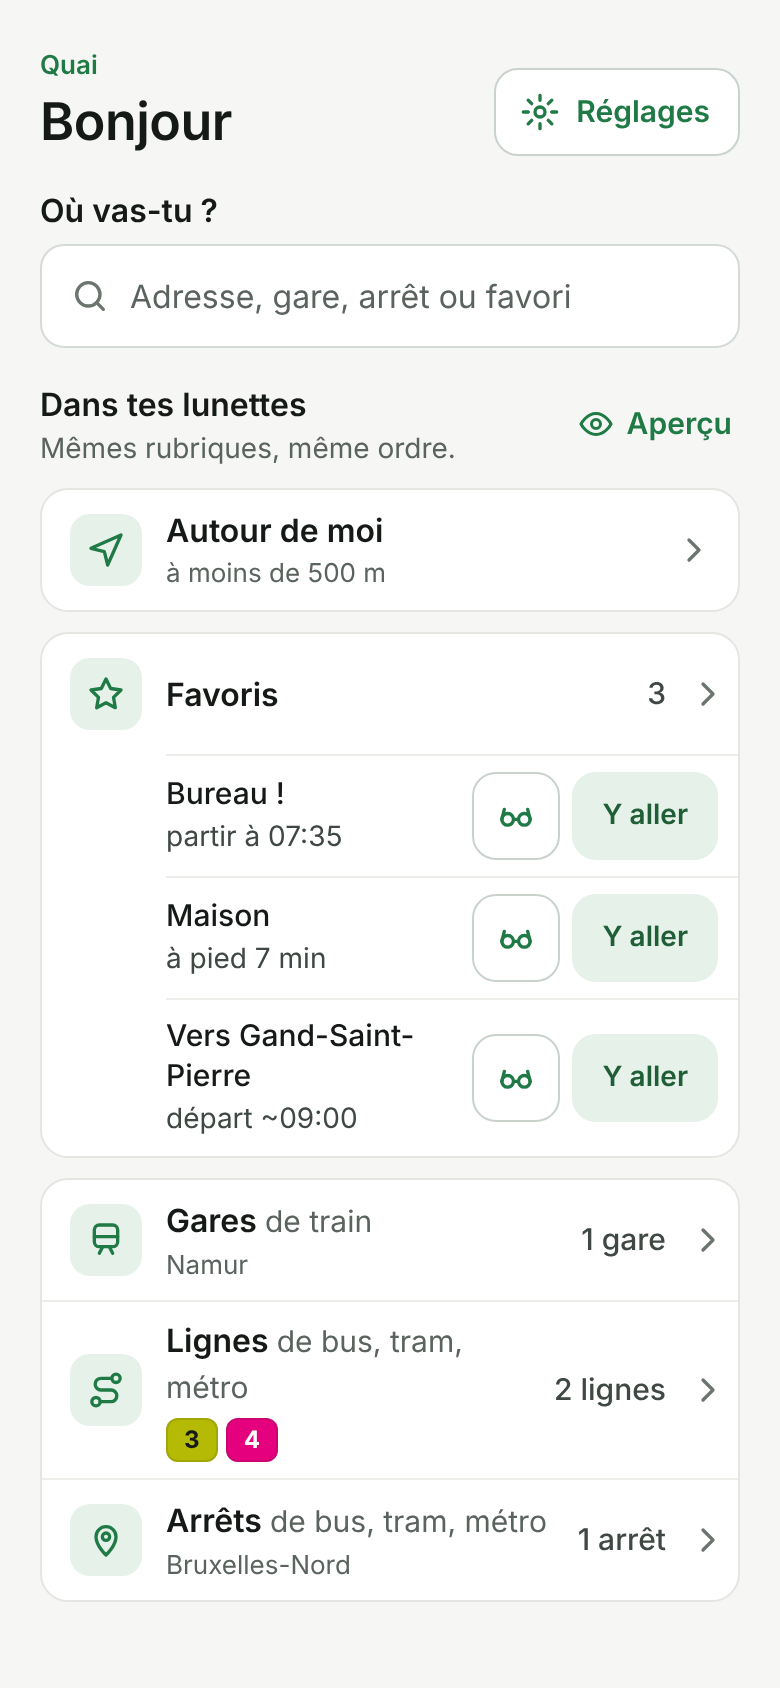 Quai
Bonjour
Réglages
Où vas-tu ?
Adresse, gare, arrêt ou favori
Dans tes lunettes
Mêmes rubriques, même ordre.
Aperçu
Autour de moi
à moins de 500 m
Favoris
3
Bureau !
partir à 07:35
Y aller
Maison
à pied 7 min
Y aller
Vers Gand-Saint-
Pierre
départ ~09:00
Y aller
Gares de train
Namur
1 gare
Lignes de bus, tram,
métro
3 4
2 lignes
Arrêts de bus, tram, métro
Bruxelles-Nord
1 arrêt